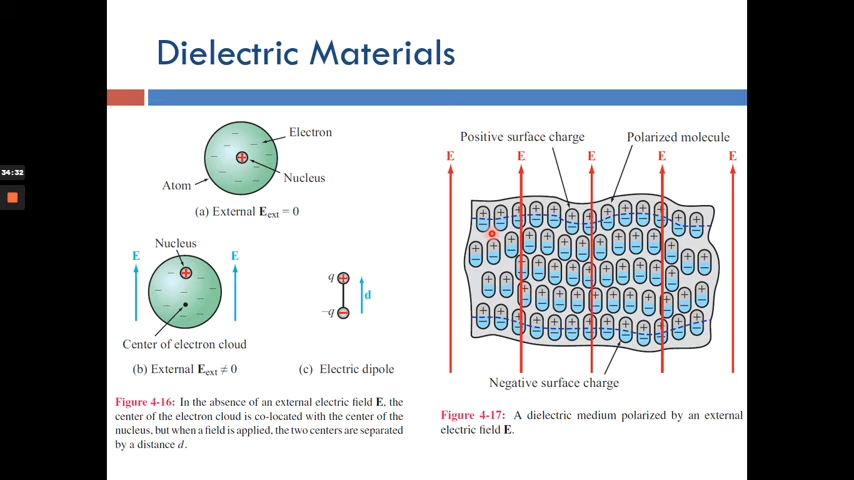 Dielectric Materials
34:32
Electron
Nucleus
Atom
(a) External Eext = 0
Nucleus
E
E
Center of electron cloud
(b) External Eext ≠ 0
q
−q
d
(c) Electric dipole
Figure 4-16: In the absence of an external electric field E, the
center of the electron cloud is co-located with the center of the
nucleus, but when a field is applied, the two centers are separated
by a distance d.
Positive surface charge
Polarized molecule
E
E
E
E
E
Negative surface charge
Figure 4-17: A dielectric medium polarized by an external
electric field E.